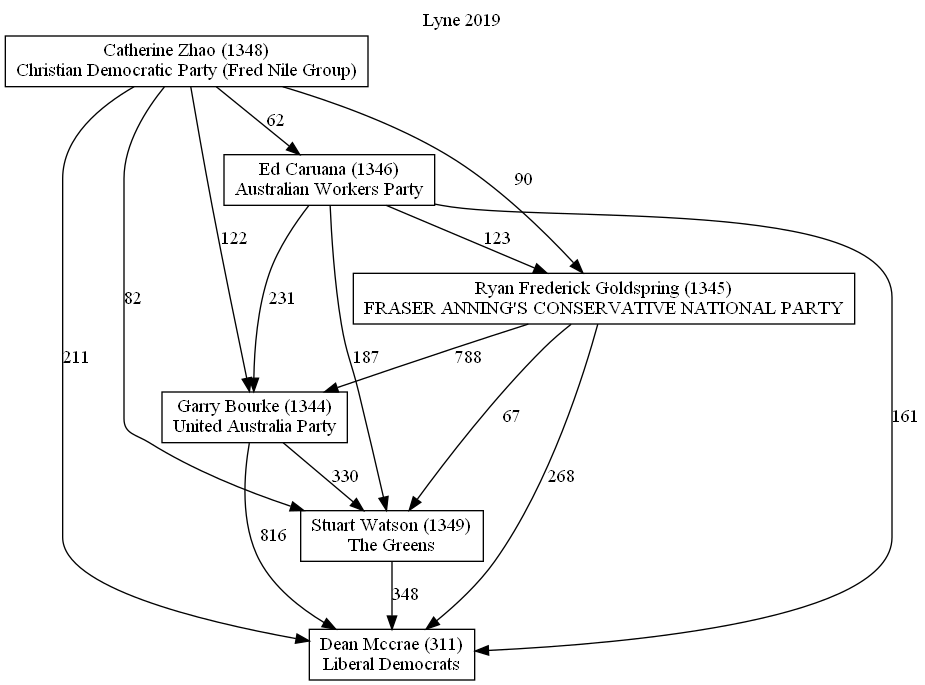 Lyne 2019
Catherine Zhao (1348)
Christian Democratic Party (Fred Nile Group)
62
Ed Caruana (1346)
Australian Workers Party
90
122
123
231
82
Ryan Frederick Goldspring (1345)
FRASER ANNING'S CONSERVATIVE NATIONAL PARTY
211
187
788
Garry Bourke (1344)
United Australia Party
67
161
330
268
Stuart Watson (1349)
The Greens
816
348
Dean Mccrae (311)
Liberal Democrats